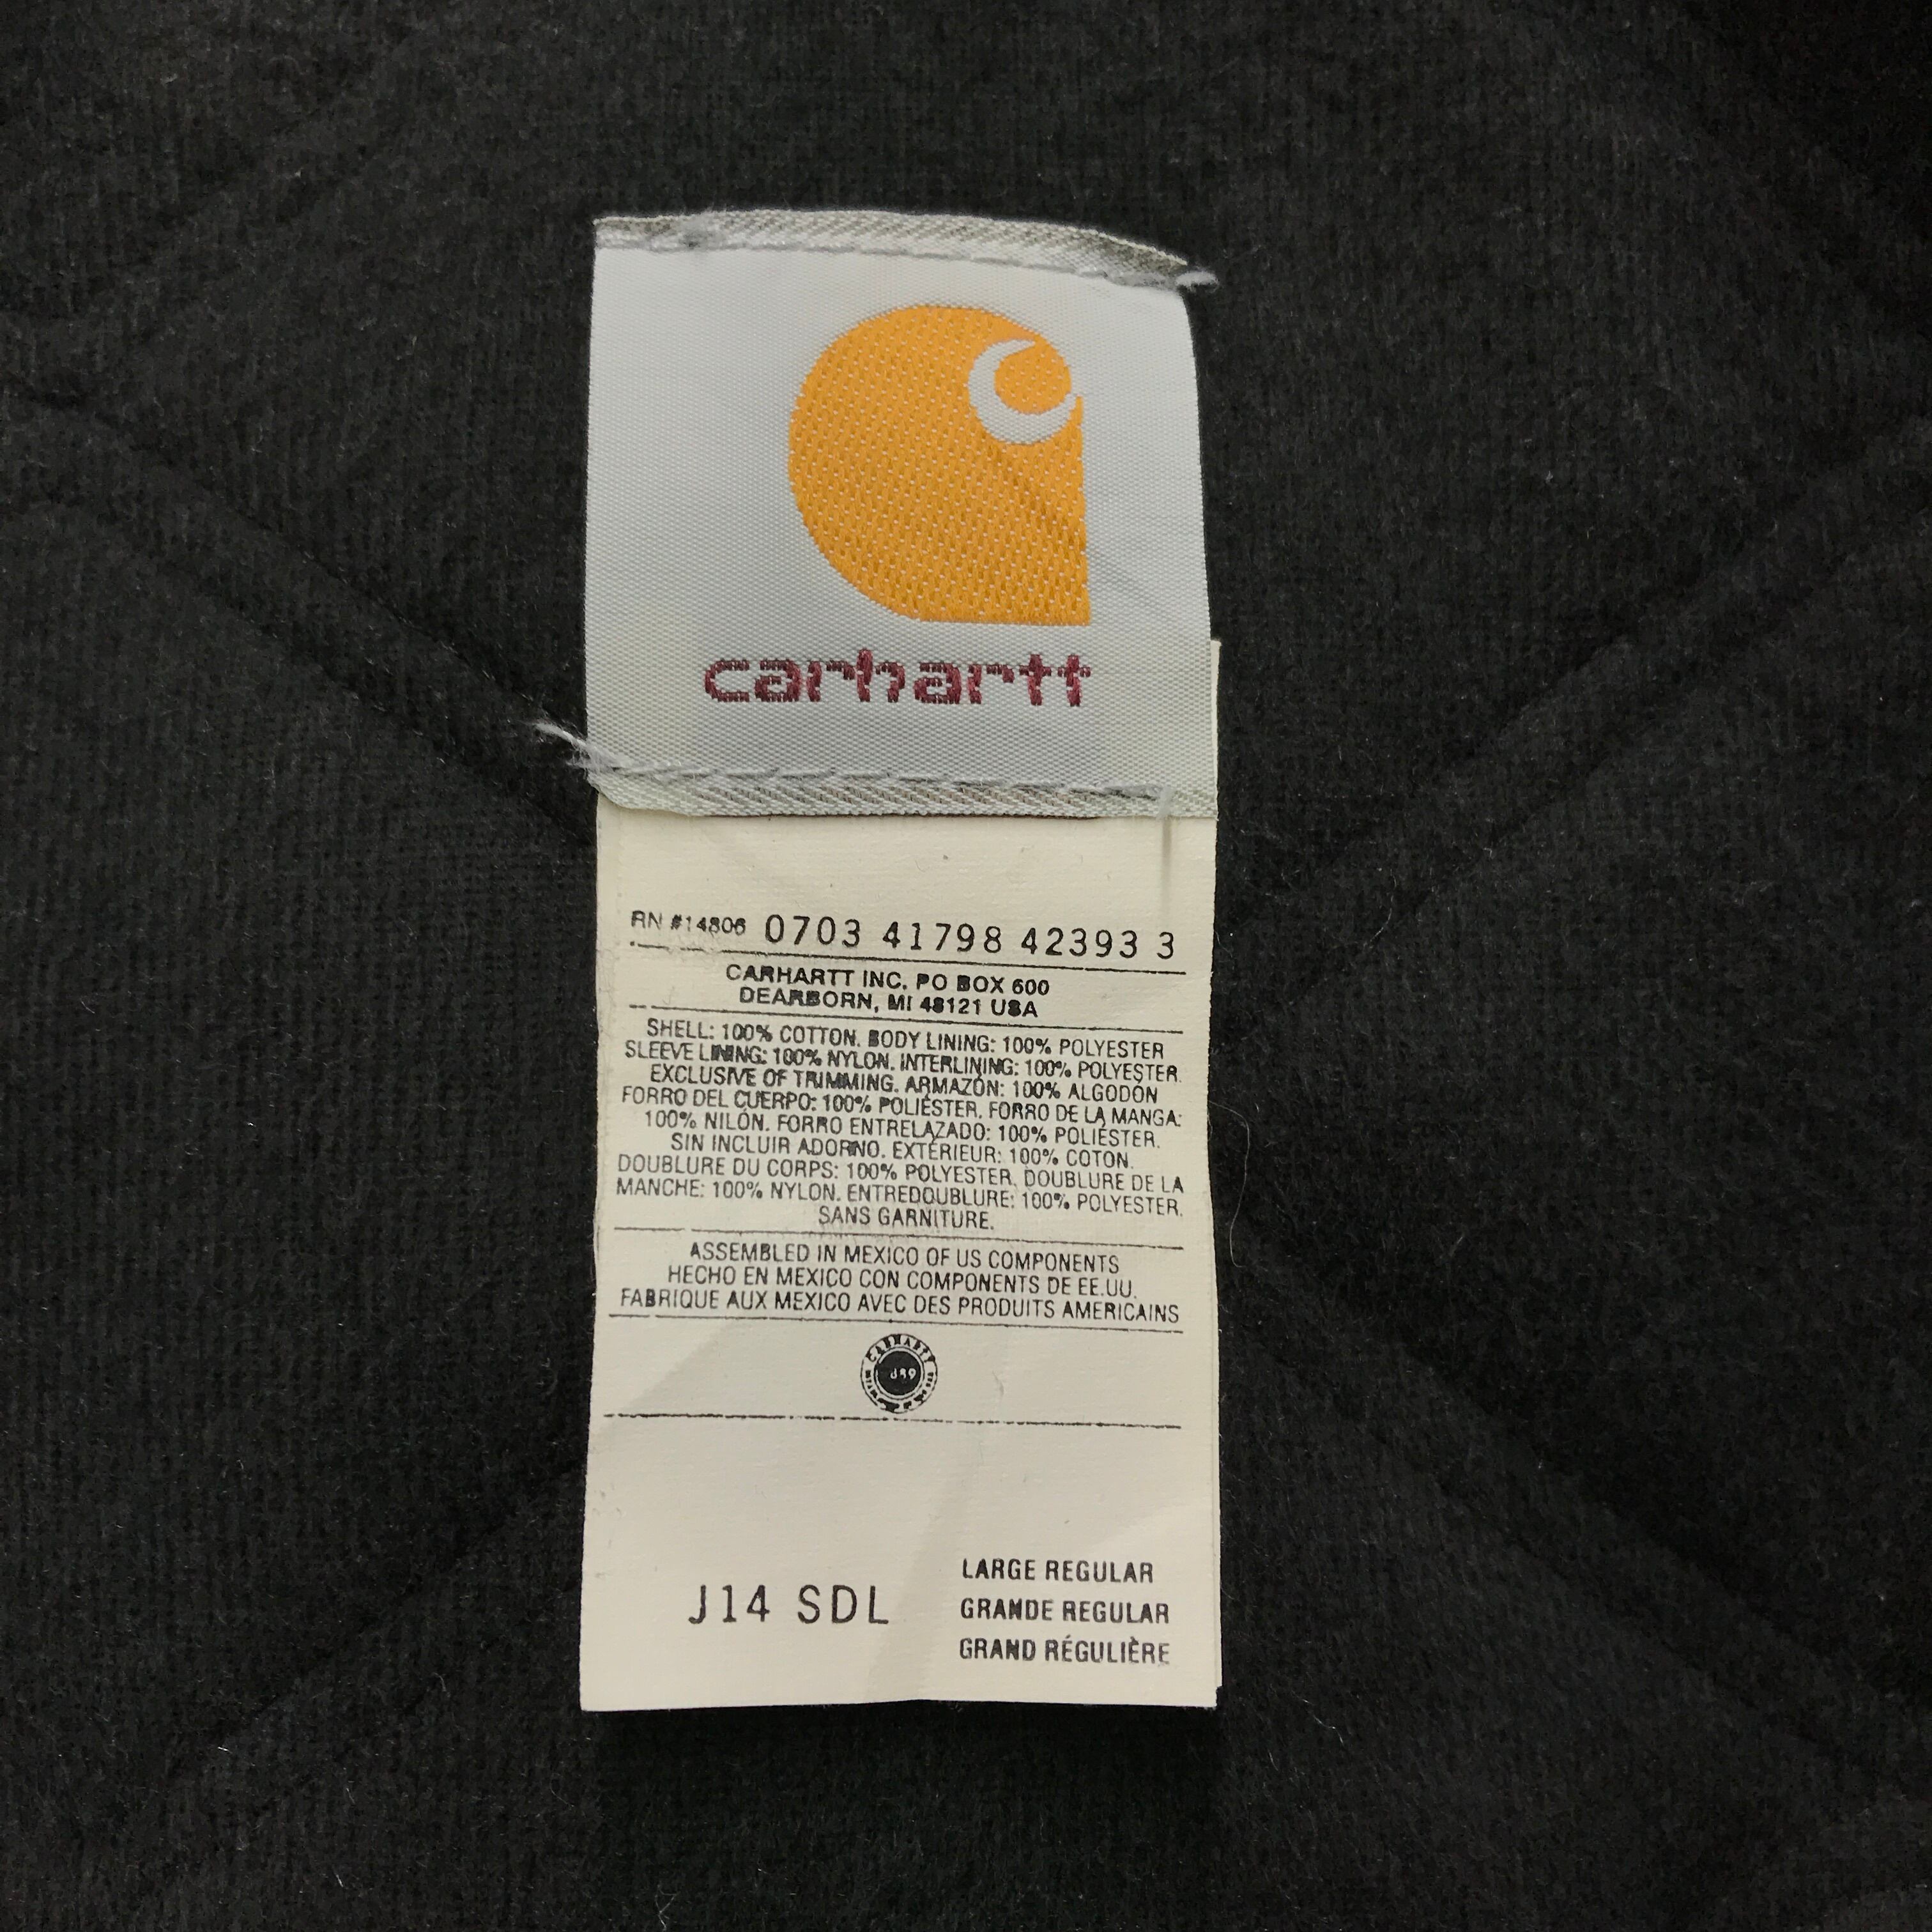 carhartt
RN #14806 0703 41798 42393 3
CARHARTT INC. PO BOX 600
DEARBORN, MI 48121 USA
SHELL: 100% COTTON. BODY LINING: 100% POLYESTER
SLEEVE LINING: 100% NYLON. INTERLINING: 100% POLYESTER.
EXCLUSIVE OF TRIMMING. ARMAZÓN: 100% ALGODÓN
FORRO DEL CUERPO: 100% POLIÉSTER. FORRO DE LA MANGA:
100% NILÓN. FORRO ENTRELAZADO: 100% POLIÉSTER.
SIN INCLUIR ADORNO. EXTÉRIEUR: 100% COTON.
DOUBLURE DU CORPS: 100% POLYESTER. DOUBLURE DE LA
MANCHE: 100% NYLON. ENTREDOUBLURE: 100% POLYESTER.
SANS GARNITURE.
ASSEMBLED IN MEXICO OF US COMPONENTS
HECHO EN MEXICO CON COMPONENTS DE EE.UU.
FABRIQUE AUX MEXICO AVEC DES PRODUITS AMERICAINS
CARHARTT
J14 SDL
LARGE REGULAR
GRANDE REGULAR
GRAND RÉGULIÈRE